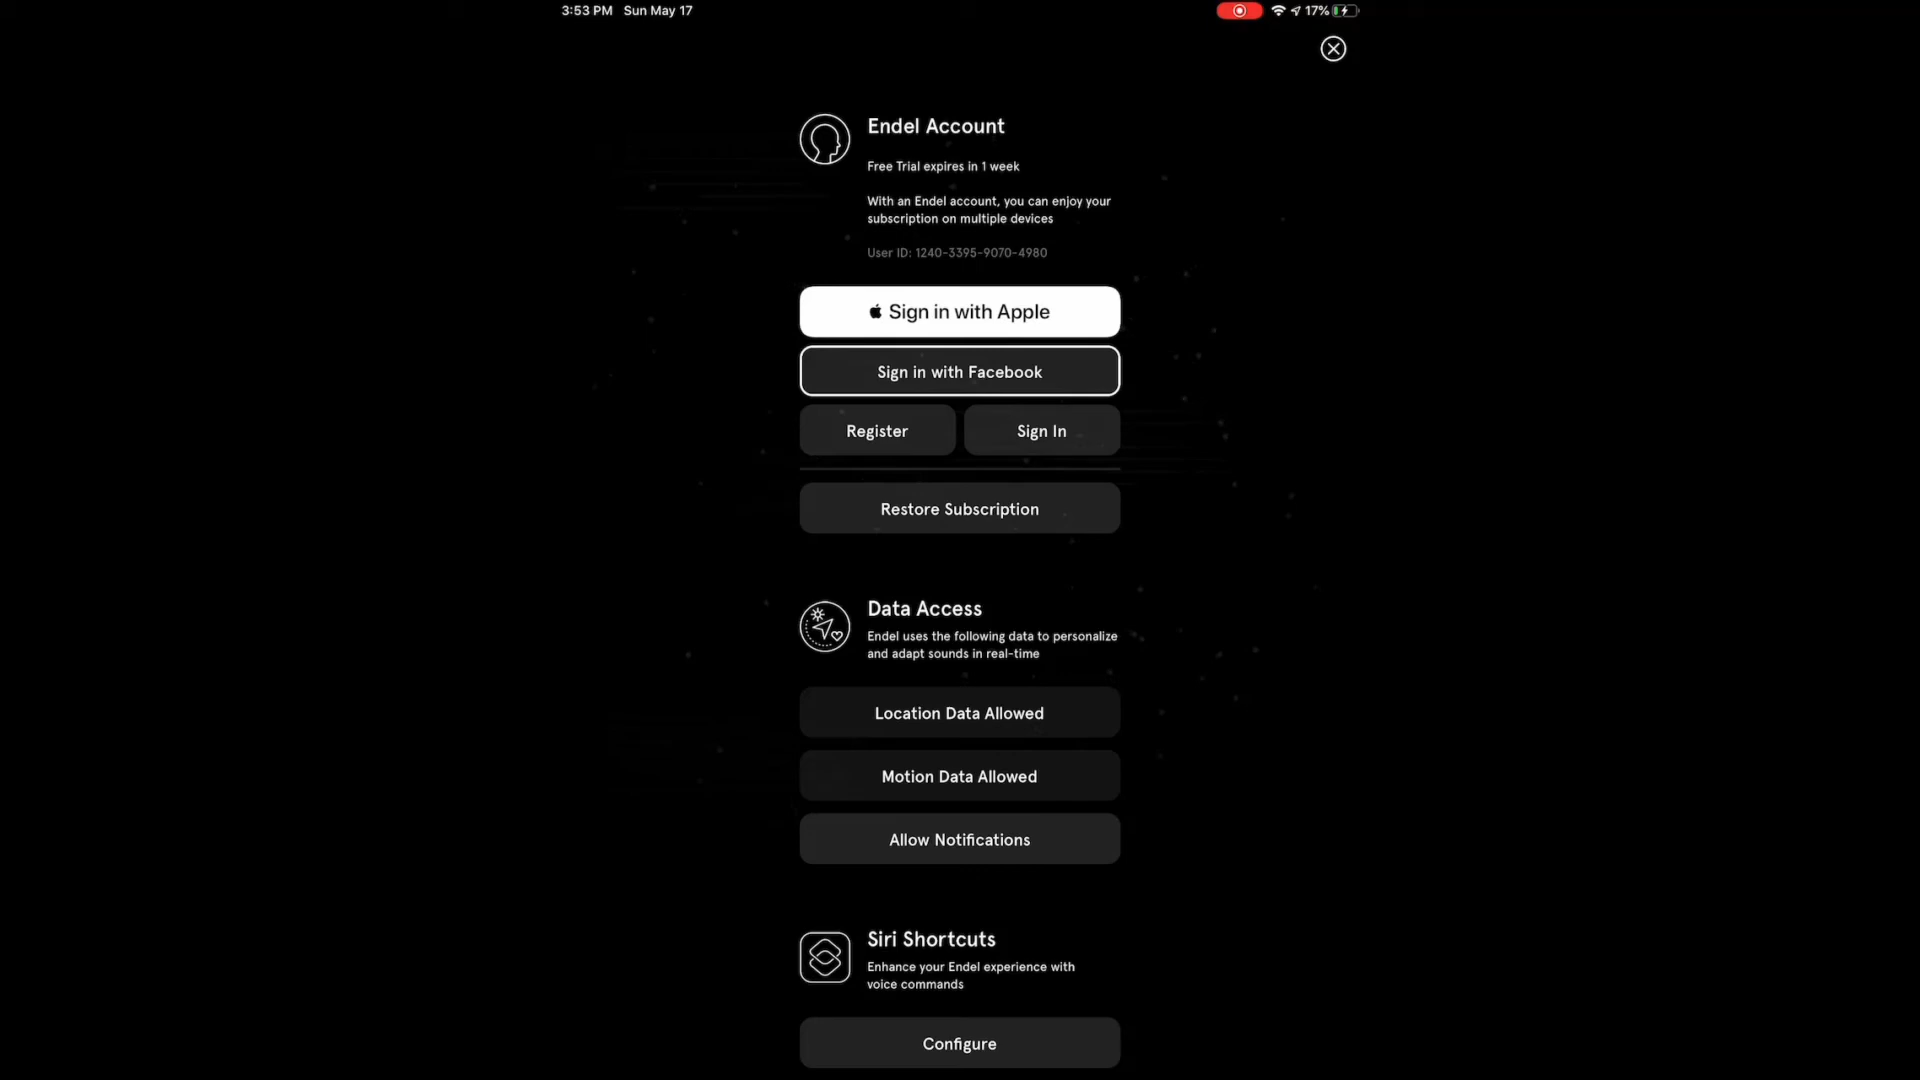 3:53 PM Sun May 17
17%
Endel Account
Free Trial expires in 1 week
With an Endel account, you can enjoy your
subscription on multiple devices
User ID: 1240-3395-9070-4980
Sign in with Apple
Sign in with Facebook
Register
Sign In
Restore Subscription
Data Access
Endel uses the following data to personalize
and adapt sounds in real-time
Location Data Allowed
Motion Data Allowed
Allow Notifications
Siri Shortcuts
Enhance your Endel experience with
voice commands
Configure